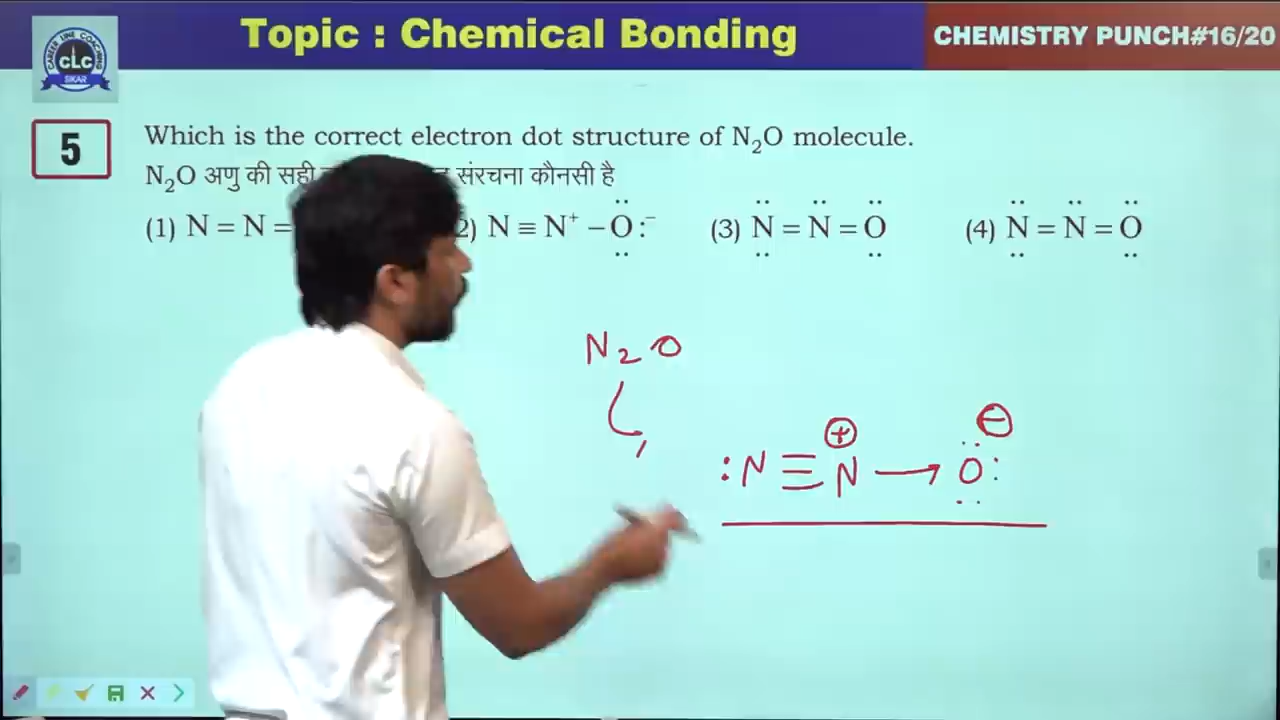 Topic : Chemical Bonding
CHEMISTRY PUNCH#16/20
CAREER LINE COACHING
CLC
SIKAR
5
Which is the correct electron dot structure of N₂O molecule.
N₂O अणु की सही संरचना कौनसी है
(1) N = N =
2) N ≡ N⁺ – Ö:⁻
(3) N = N = O
(4) N = N = O
N₂O
:N ≡ N → O:
⊕
⊖